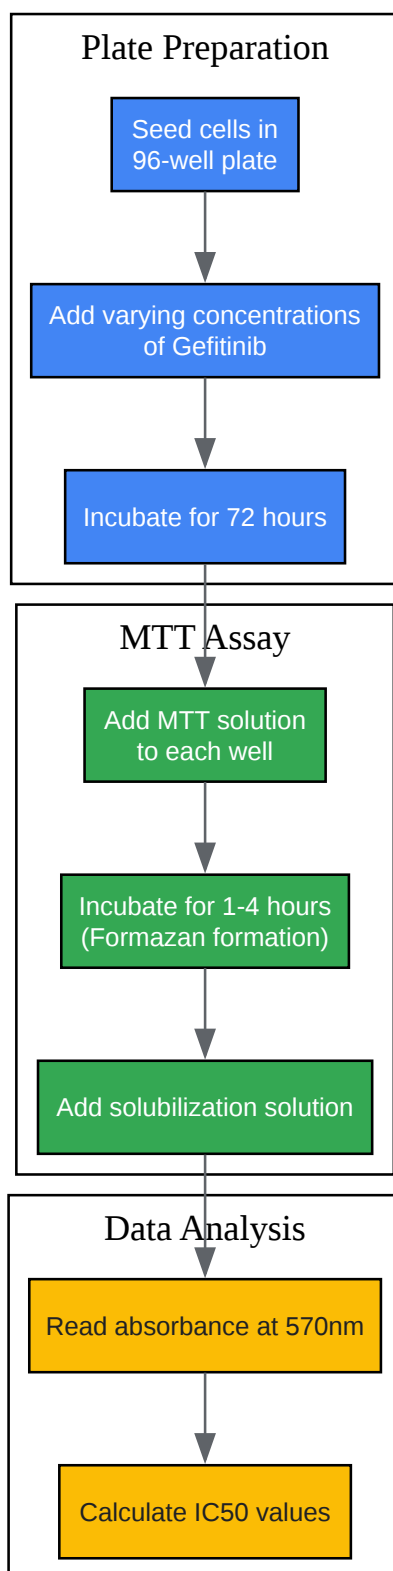 Plate Preparation
Seed cells in
96-well plate
Add varying concentrations
of Gefitinib
Incubate for 72 hours
MTT Assay
Add MTT solution
to each well
Incubate for 1-4 hours
(Formazan formation)
Add solubilization solution
Data Analysis
Read absorbance at 570nm
Calculate IC50 values